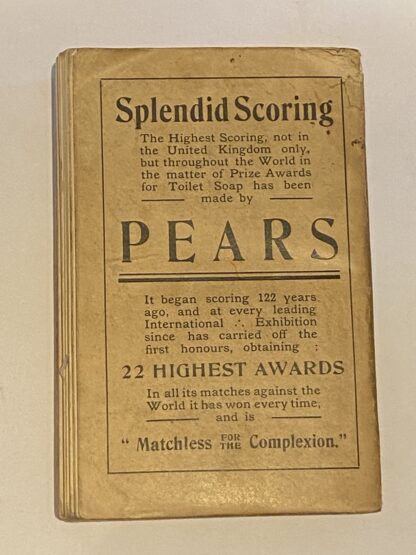 Splendid Scoring
The Highest Scoring, not in
the United Kingdom only,
but throughout the World in
the matter of Prize Awards
for Toilet Soap has been
made by
PEARS
It began scoring 122 years
ago, and at every leading
International ∴ Exhibition
since has carried off the
first honours, obtaining :
22 HIGHEST AWARDS
In all its matches against the
World it has won every time,
and is
" Matchless FOR THE Complexion."